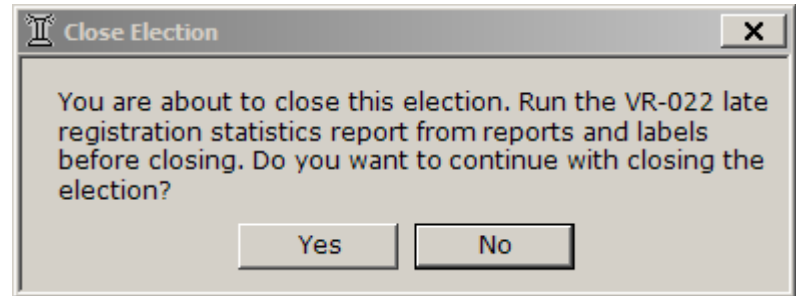 Close Election
You are about to close this election. Run the VR-022 late
registration statistics report from reports and labels
before closing. Do you want to continue with closing the
election?
Yes No